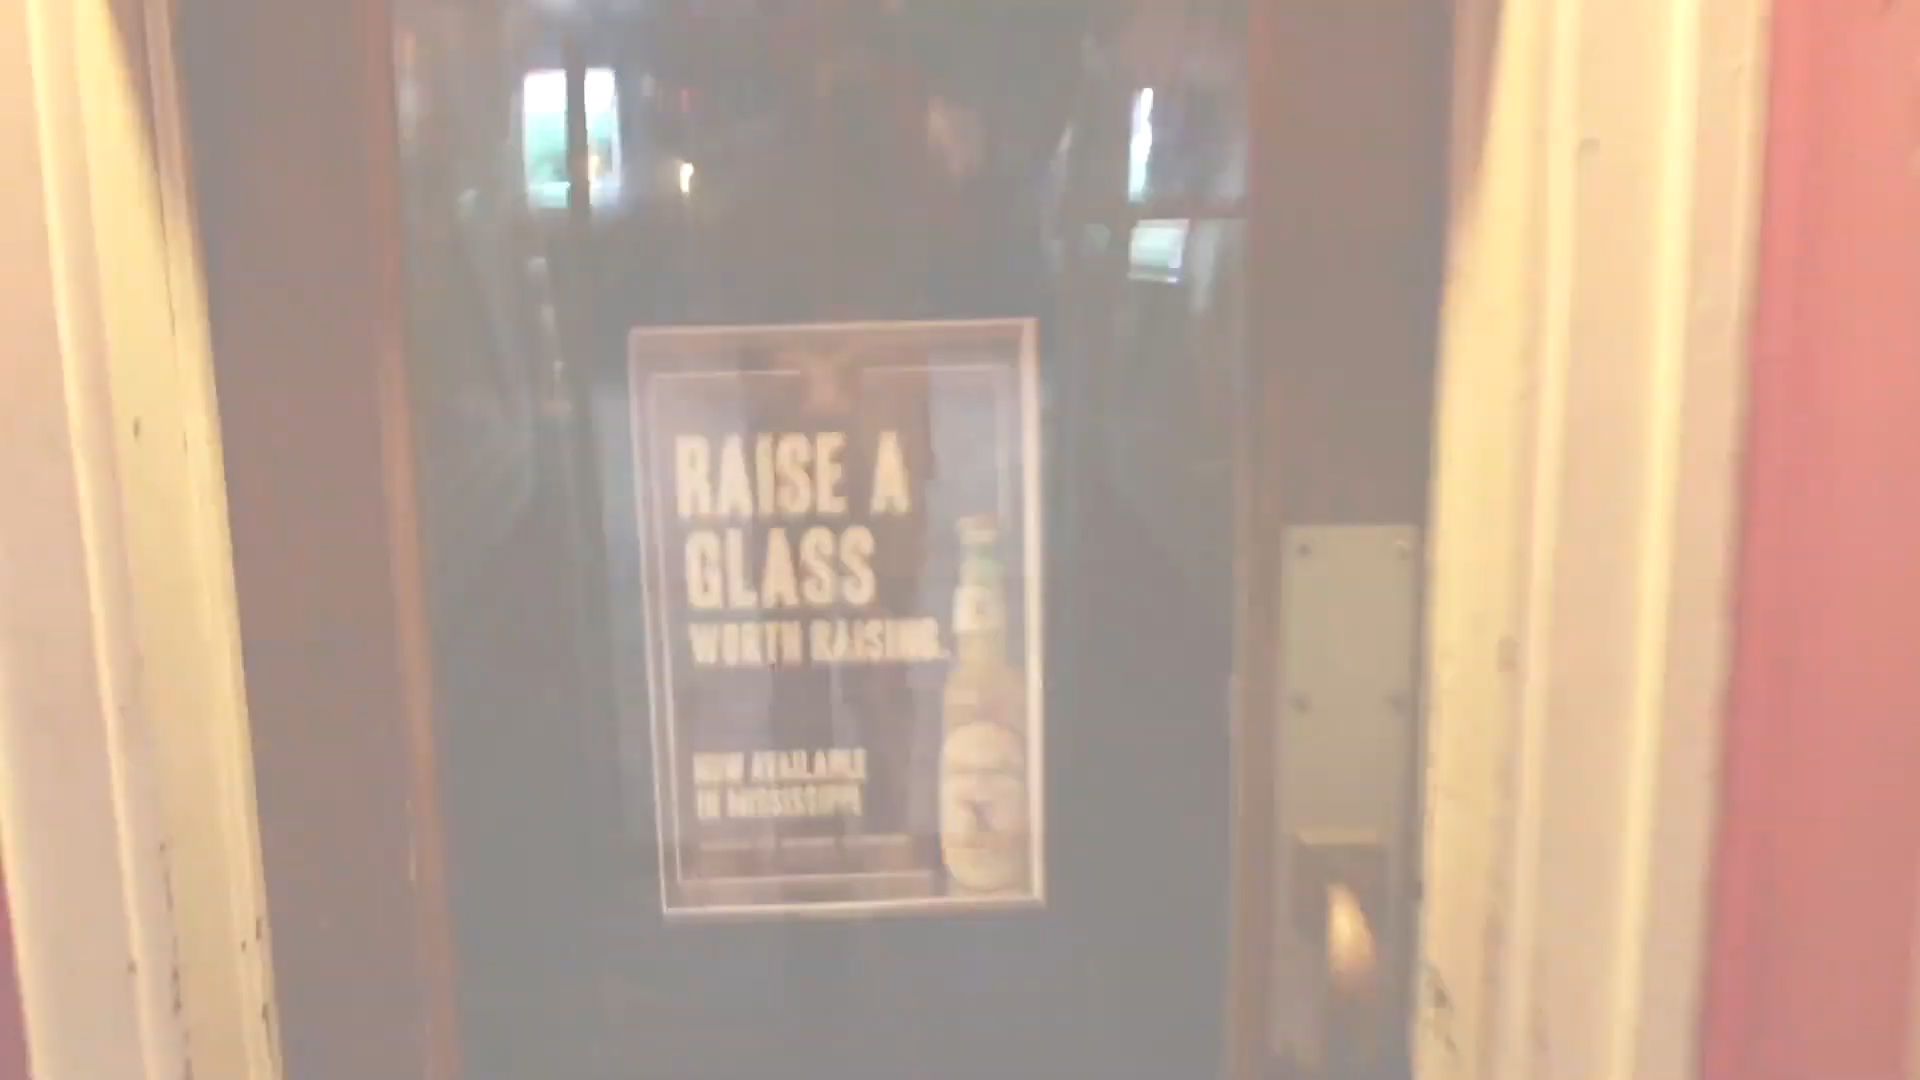 RAISE A
GLASS
WORTH RAISING.
NOW AVAILABLE
IN MISSISSIPPI